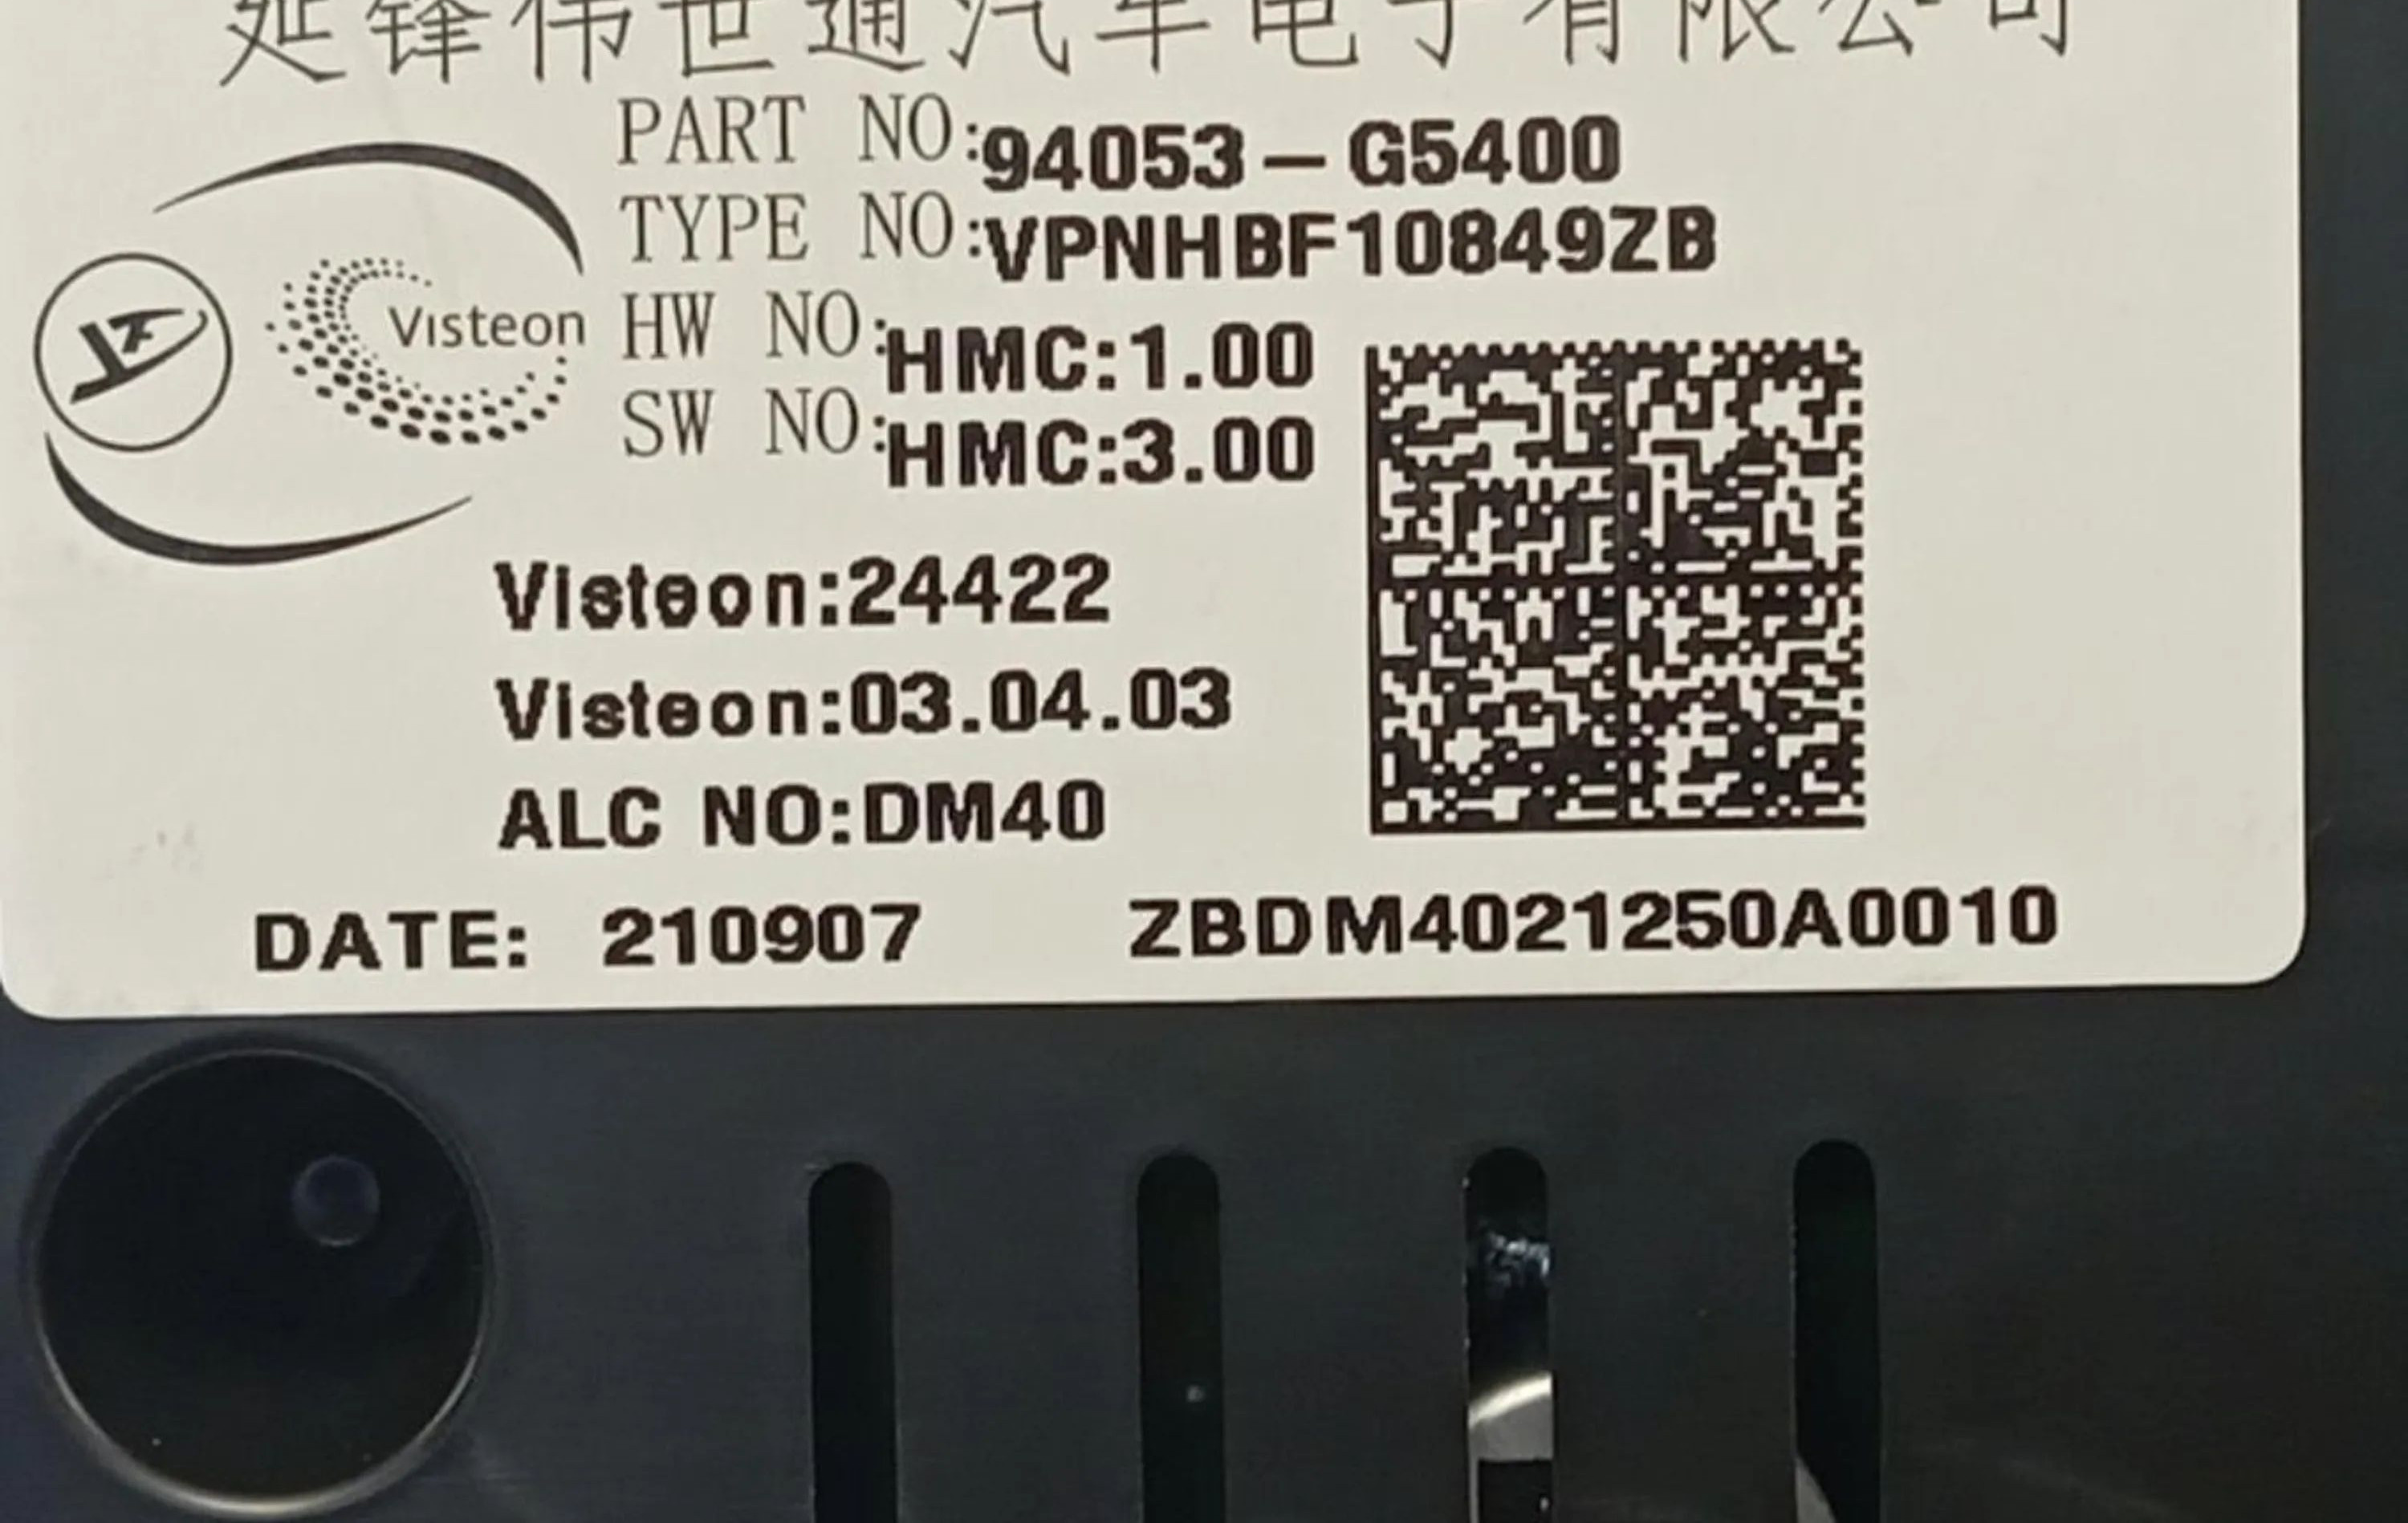 延锋伟世通汽车电子有限公司
PART NO:94053-G5400
TYPE NO:VPNHBF10849ZB
Visteon
HW NO:HMC:1.00
SW NO:HMC:3.00
Visteon:24422
Visteon:03.04.03
ALC NO:DM40
DATE: 210907 ZBDM4021250A0010